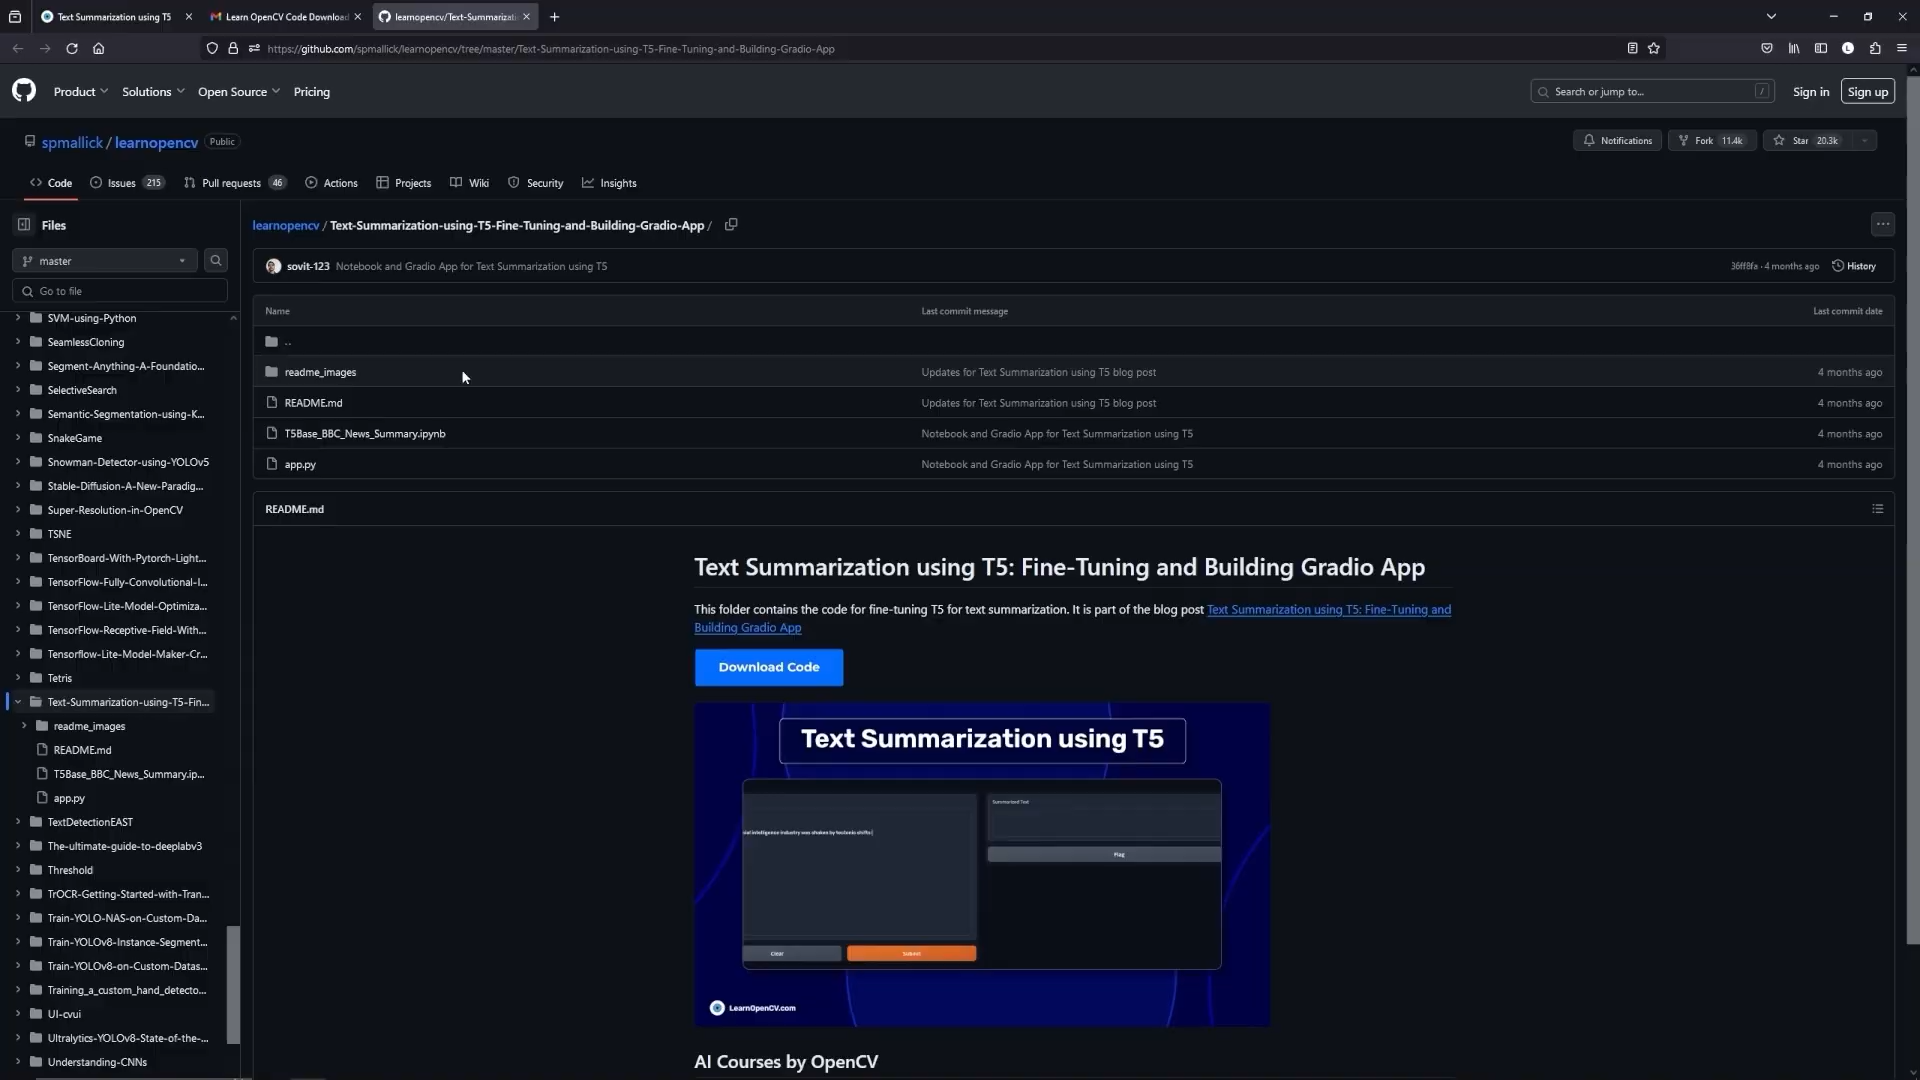 Text Summarization using T5
Learn OpenCV Code Download
learnopencv/Text-Summarizati
https://github.com/spmallick/learnopencv/tree/master/Text-Summarization-using-T5-Fine-Tuning-and-Building-Gradio-App
Product Solutions Open Source Pricing
Search or jump to... /
Sign in Sign up
spmallick / learnopencv Public
Notifications Fork 11.4k Star 20.3k
Code Issues 215 Pull requests 46 Actions Projects Wiki Security Insights
Files
master
Go to file
SVM-using-Python
SeamlessCloning
Segment-Anything-A-Foundatio...
SelectiveSearch
Semantic-Segmentation-using-K...
SnakeGame
Snowman-Detector-using-YOLOv5
Stable-Diffusion-A-New-Paradig...
Super-Resolution-in-OpenCV
TSNE
TensorBoard-With-Pytorch-Light...
TensorFlow-Fully-Convolutional-I...
TensorFlow-Lite-Model-Optimiza...
TensorFlow-Receptive-Field-With...
Tensorflow-Lite-Model-Maker-Cr...
Tetris
Text-Summarization-using-T5-Fin...
readme_images
README.md
T5Base_BBC_News_Summary.ip...
app.py
TextDetectionEAST
The-ultimate-guide-to-deeplabv3
Threshold
TrOCR-Getting-Started-with-Tran...
Train-YOLO-NAS-on-Custom-Da...
Train-YOLOv8-Instance-Segment...
Train-YOLOv8-on-Custom-Datas...
Training_a_custom_hand_detecto...
UI-cvui
Ultralytics-YOLOv8-State-of-the-...
Understanding-CNNs
learnopencv / Text-Summarization-using-T5-Fine-Tuning-and-Building-Gradio-App /
sovit-123 Notebook and Gradio App for Text Summarization using T5
36ff8fa · 4 months ago History
Name Last commit message Last commit date
..
readme_images Updates for Text Summarization using T5 blog post 4 months ago
README.md Updates for Text Summarization using T5 blog post 4 months ago
T5Base_BBC_News_Summary.ipynb Notebook and Gradio App for Text Summarization using T5 4 months ago
app.py Notebook and Gradio App for Text Summarization using T5 4 months ago
README.md
Text Summarization using T5: Fine-Tuning and Building Gradio App
This folder contains the code for fine-tuning T5 for text summarization. It is part of the blog post Text Summarization using T5: Fine-Tuning and
Building Gradio App
Download Code
Text Summarization using T5
Summarized Text
cial intelligence industry was shaken by tectonic shifts
Flag
Clear Submit
LearnOpenCV.com
AI Courses by OpenCV